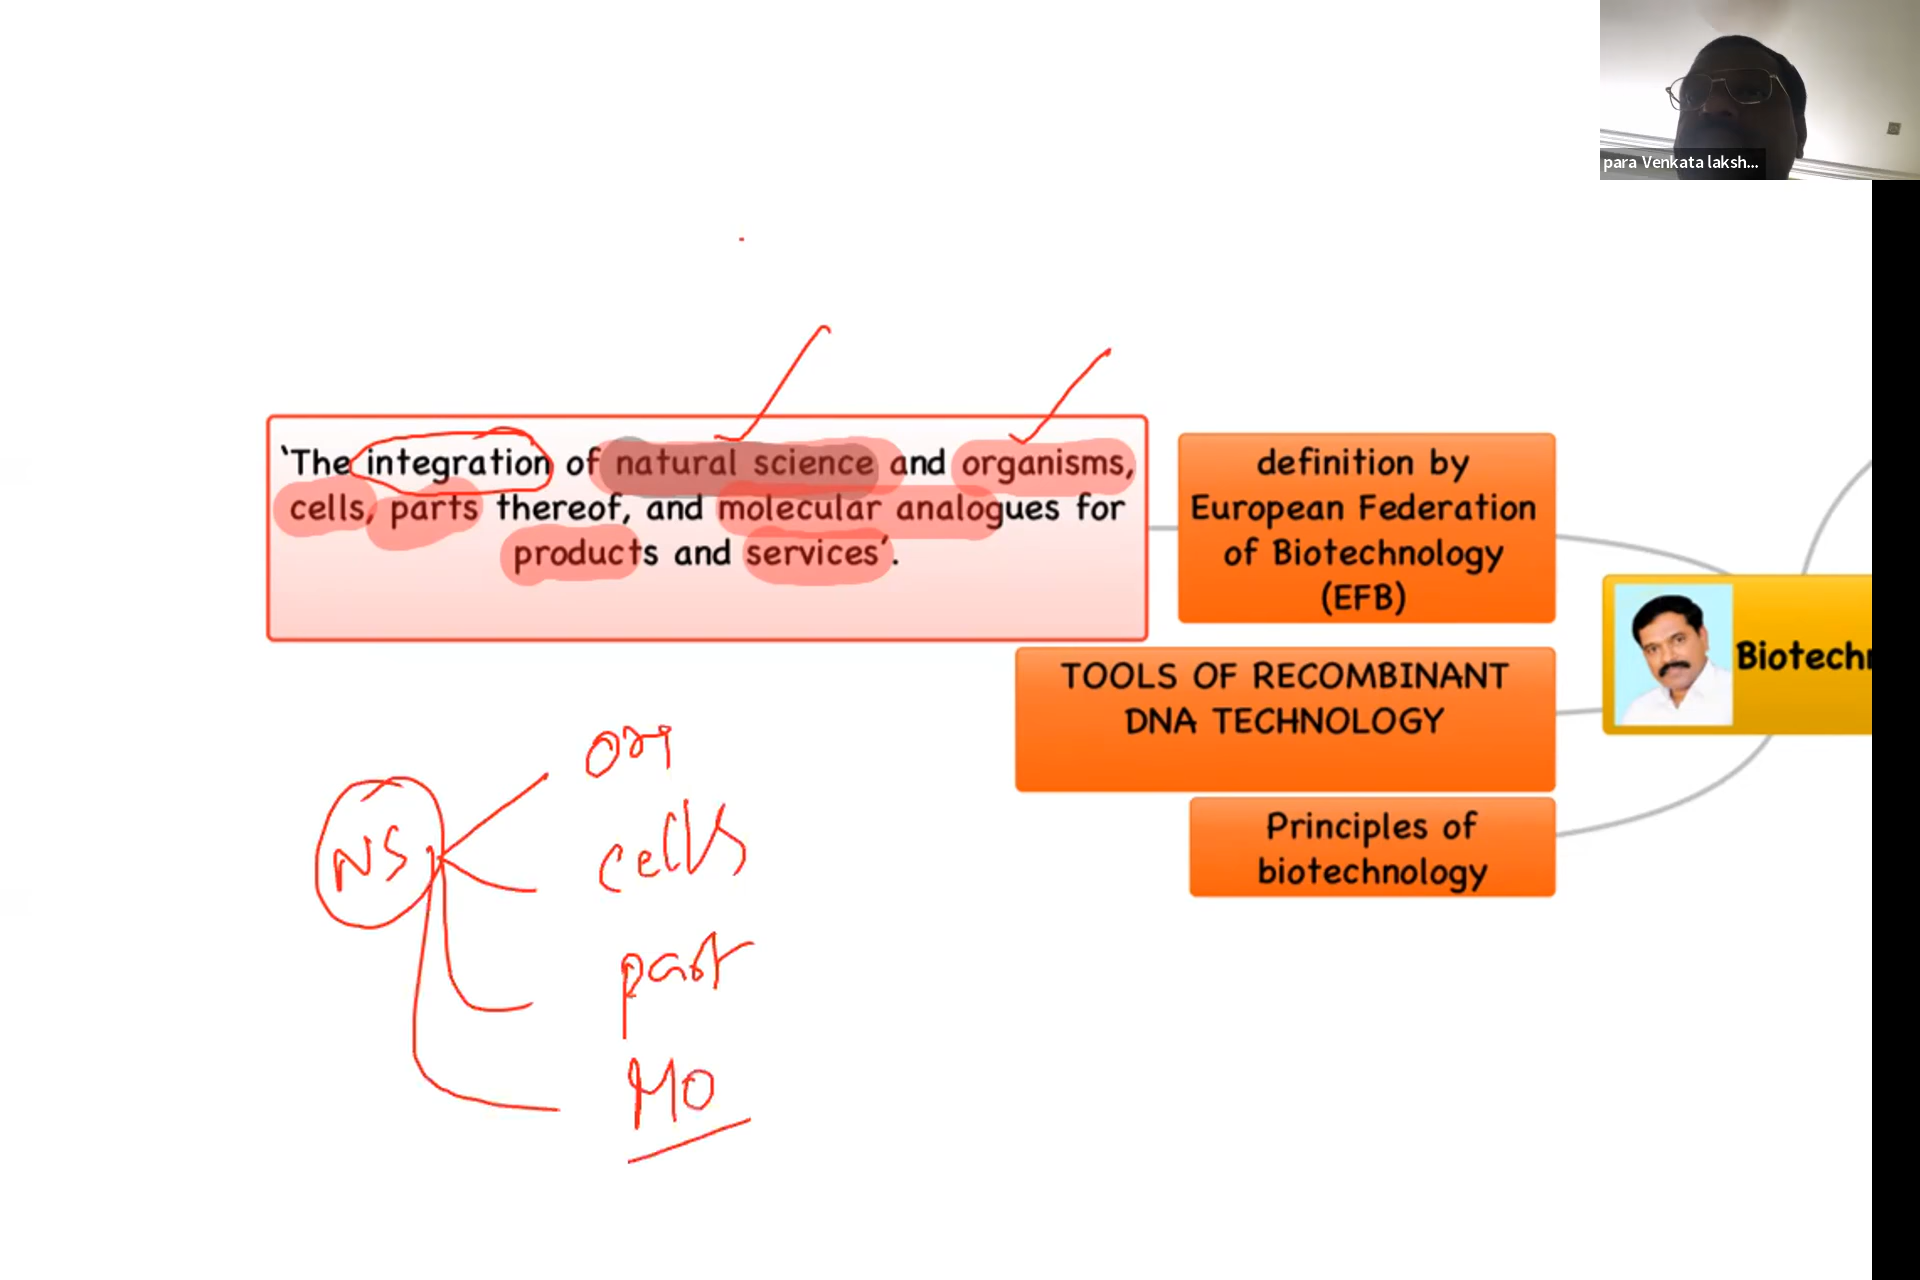 para Venkata laksh...
‘The integration of natural science and organisms,
cells, parts thereof, and molecular analogues for
products and services’.
definition by
European Federation
of Biotechnology
(EFB)
TOOLS OF RECOMBINANT
DNA TECHNOLOGY
Biotechn
Principles of
biotechnology
NS
cells
part
MO